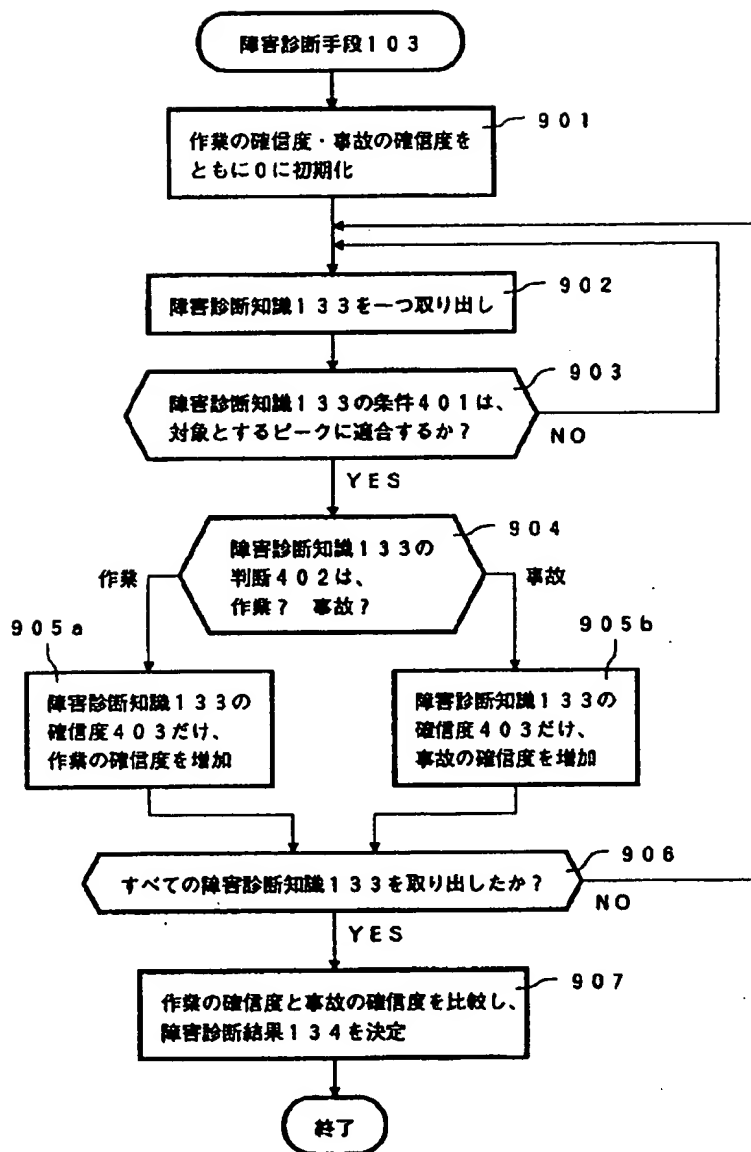 障害診断手段１０３
９０１
作業の確信度・事故の確信度を
ともに０に初期化
９０２
障害診断知識１３３を一つ取り出し
９０３
障害診断知識１３３の条件４０１は、
対象とするピークに適合するか？
ＮＯ
ＹＥＳ
９０４
障害診断知識１３３の
判断４０２は、
作業？　事故？
作業
事故
９０５ａ
９０５ｂ
障害診断知識１３３の
確信度４０３だけ、
作業の確信度を増加
障害診断知識１３３の
確信度４０３だけ、
事故の確信度を増加
９０６
すべての障害診断知識１３３を取り出したか？
ＮＯ
ＹＥＳ
９０７
作業の確信度と事故の確信度を比較し、
障害診断結果１３４を決定
終了